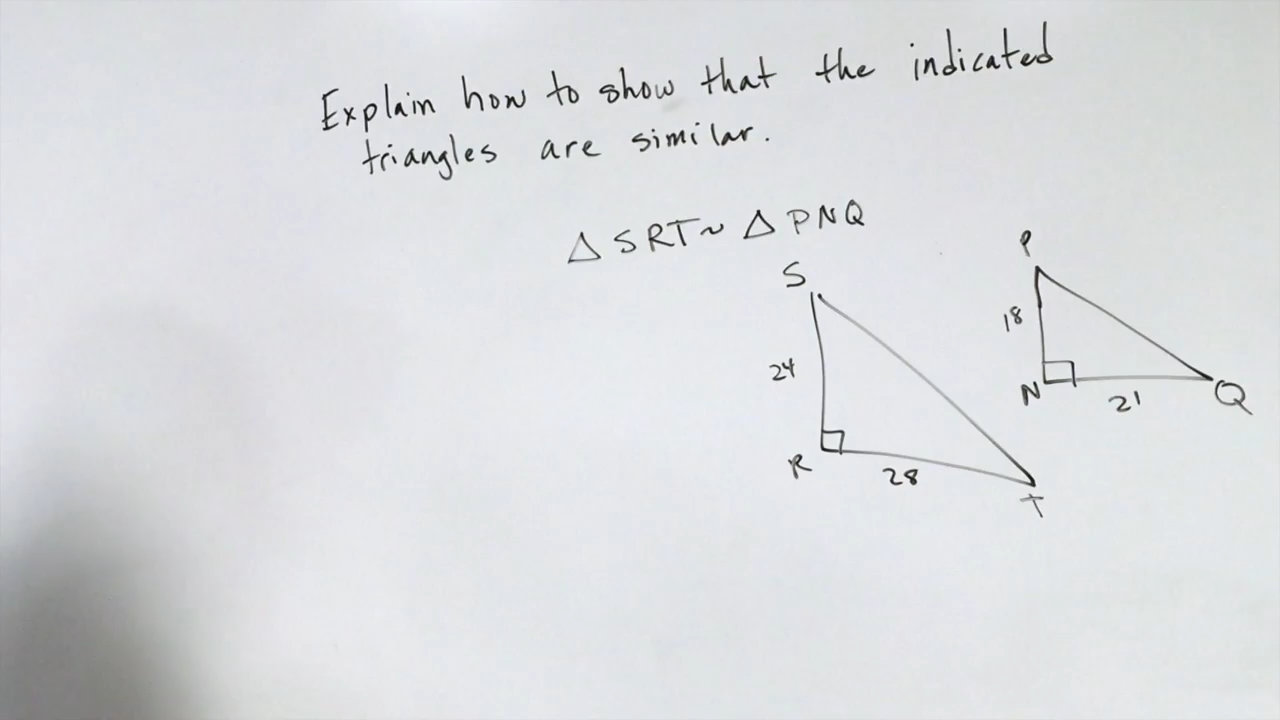 Explain how to show that the indicated
triangles are similar.
△ SRT ~ △ PNQ
P
S
18
24
N
21
Q
R
28
T